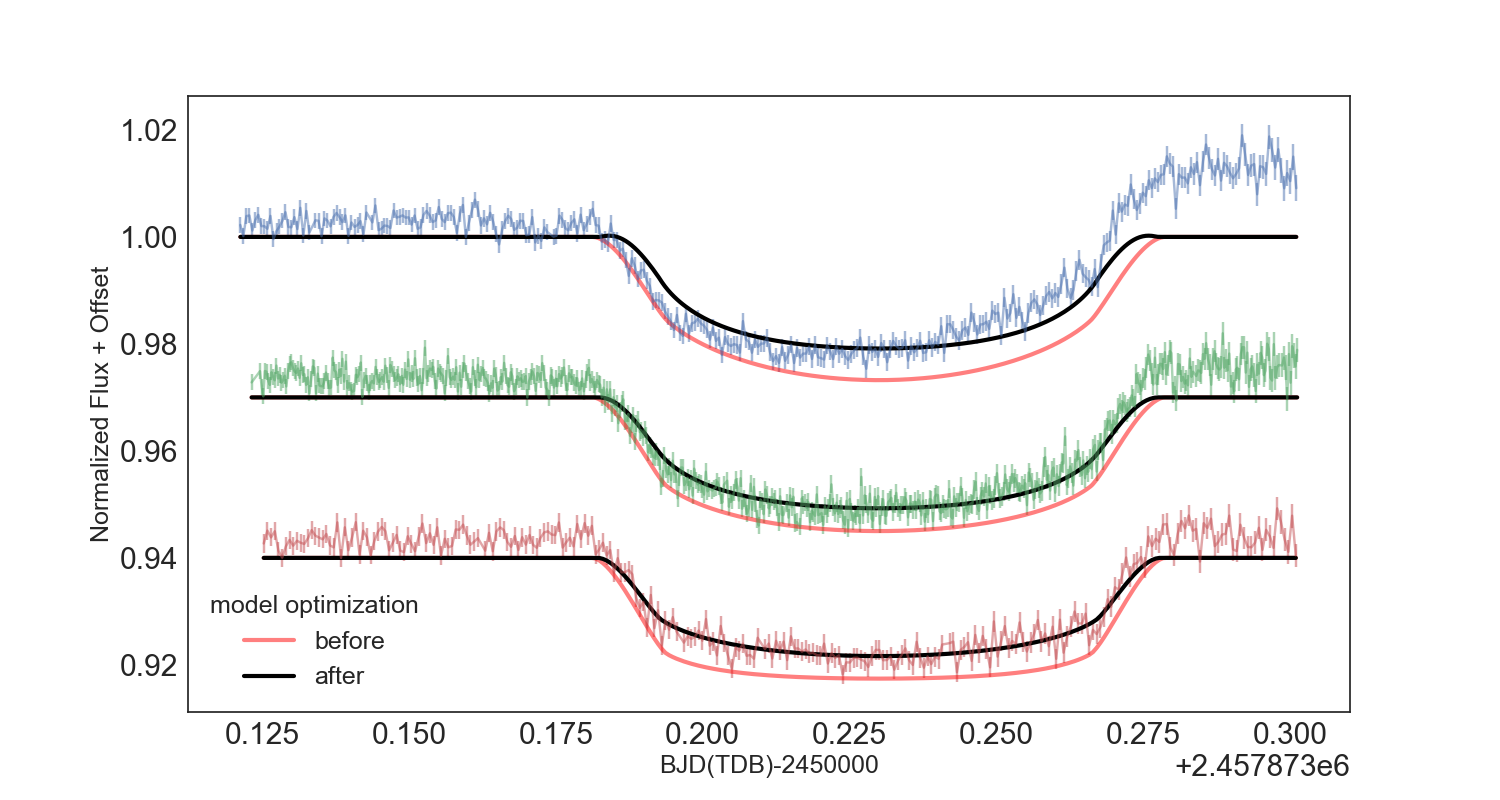 1.02
1.00
0.98
0.96
0.94
0.92
Normalized Flux + Offset
model optimization
before
after
0.125 0.150 0.175 0.200 0.225 0.250 0.275 0.300
BJD(TDB)-2450000
+2.457873e6